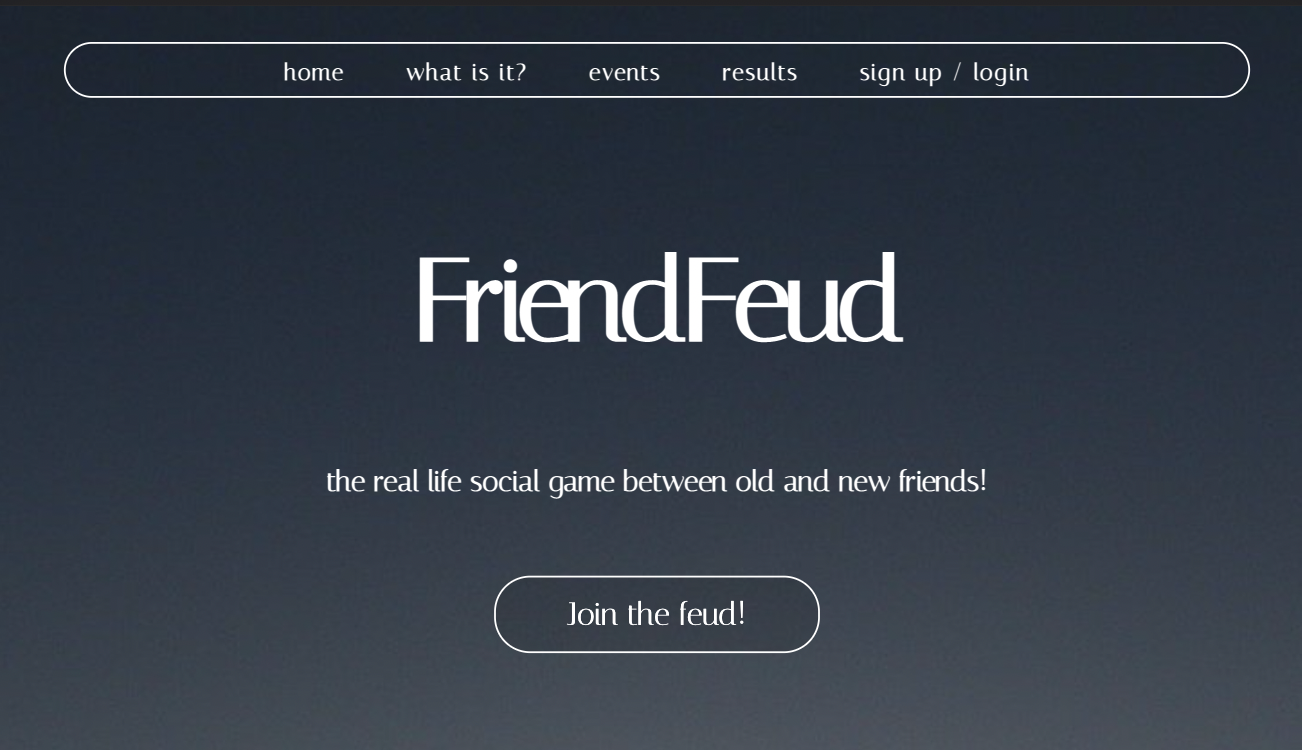 home what is it? events results sign up / login
FriendFeud
the real life social game between old and new friends!
Join the feud!